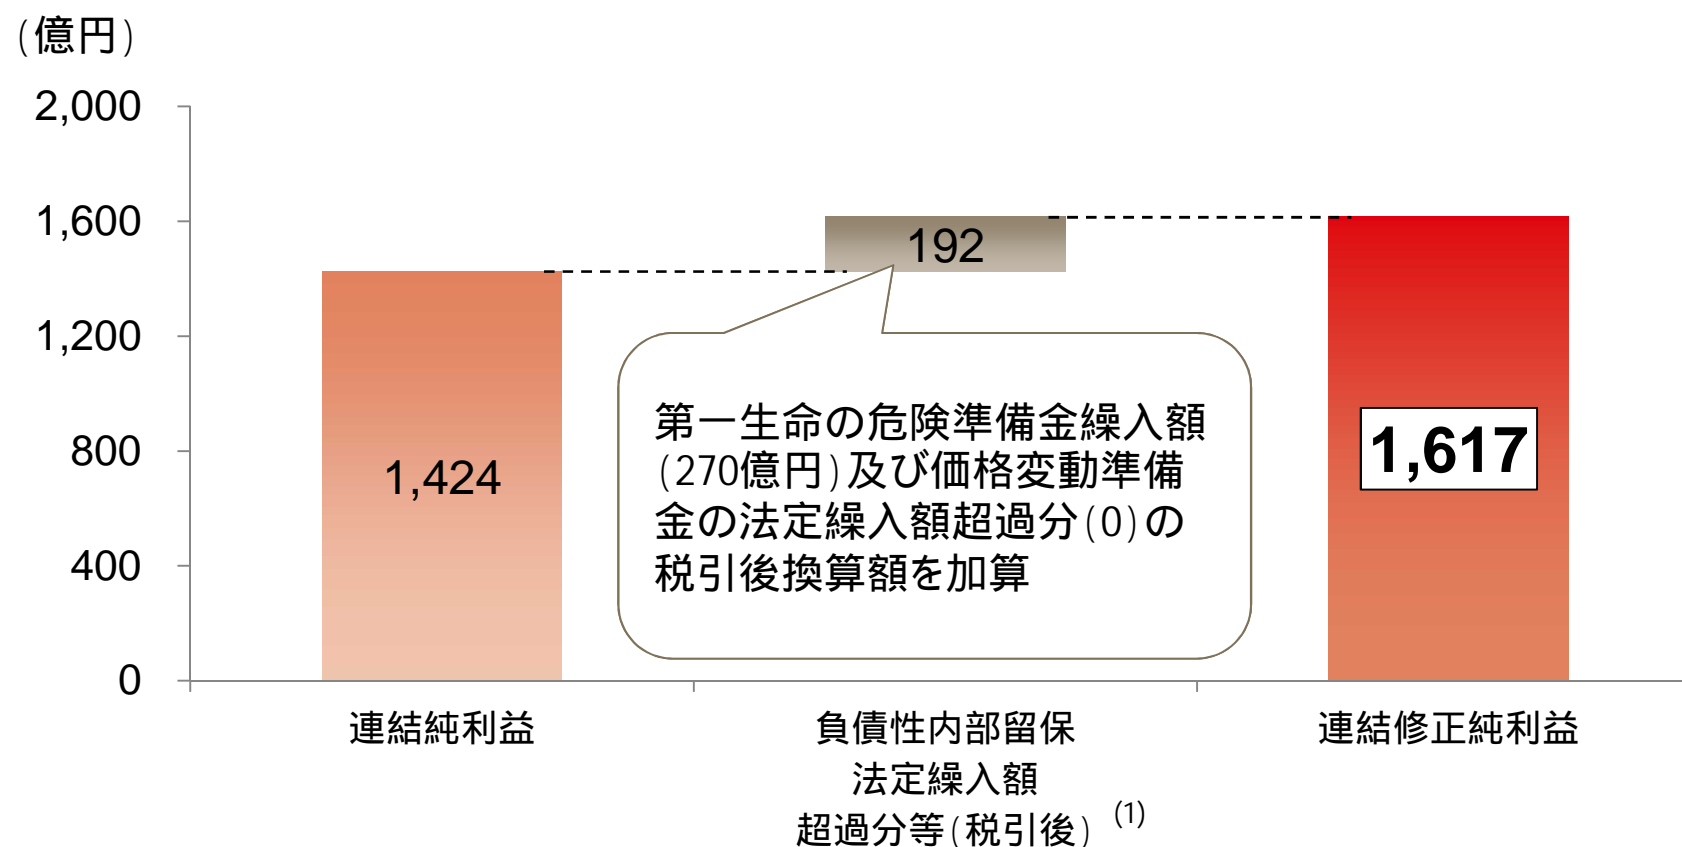 (億円)
2,000
1,600
1,200
800
400
0
1,424
192
1,617
第一生命の危険準備金繰入額
(270億円)及び価格変動準備
金の法定繰入額超過分(0)の
税引後換算額を加算
連結純利益
負債性内部留保
法定繰入額
超過分等(税引後) (1)
連結修正純利益